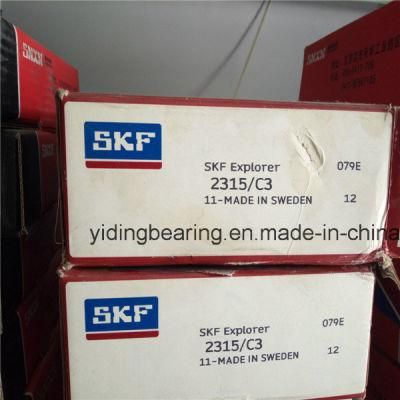 SNXN
SKF
SKF Explorer 079E
2315/C3
11-MADE IN SWEDEN 12
yidingbearing.en.made-in-china
SKF
SKF Explorer 079E
2315/C3
11-MADE IN SWEDEN 12